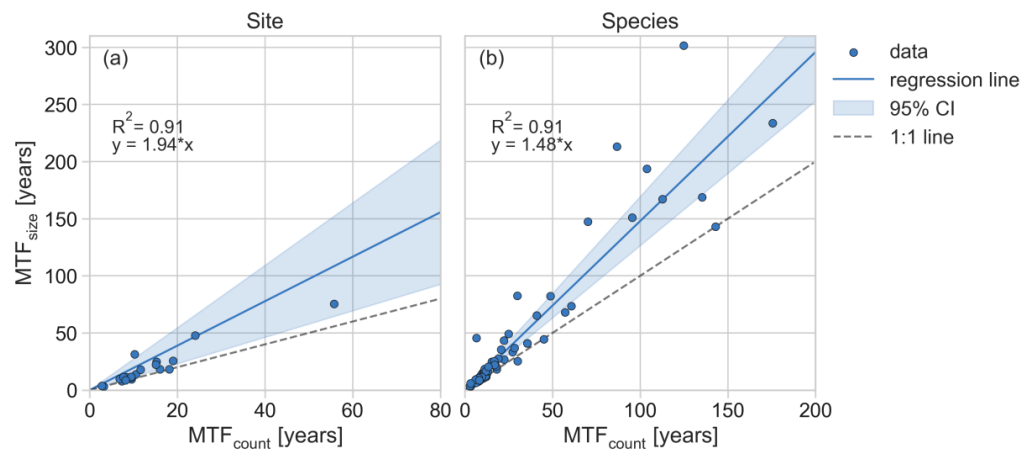 Site
Species
(a)
R² = 0.91
y = 1.94*x
(b)
R² = 0.91
y = 1.48*x
data
regression line
95% CI
1:1 line
MTFsize [years]
300
250
200
150
100
50
0
0 20 40 60 80
0 50 100 150 200
MTFcount [years]
MTFcount [years]